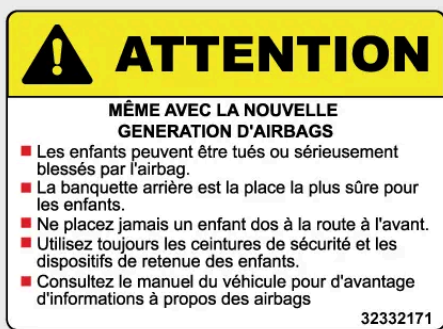 ATTENTION
MÊME AVEC LA NOUVELLE
GENERATION D'AIRBAGS
Les enfants peuvent être tués ou sérieusement
blessés par l'airbag.
La banquette arrière est la place la plus sûre pour
les enfants.
Ne placez jamais un enfant dos à la route à l'avant.
Utilisez toujours les ceintures de sécurité et les
dispositifs de retenue des enfants.
Consultez le manuel du véhicule pour d'avantage
d'informations à propos des airbags
32332171